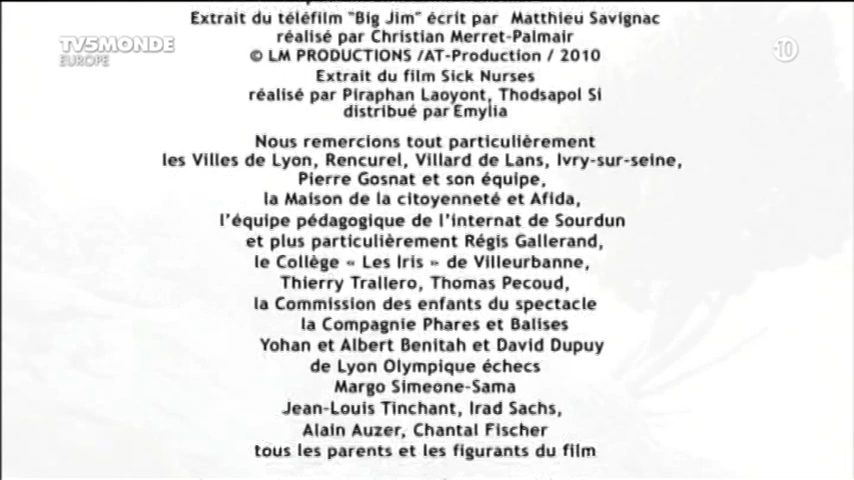 Extrait du téléfilm "Big Jim" écrit par Matthieu Savignac
réalisé par Christian Merret-Palmair
© LM PRODUCTIONS /AT-Production / 2010
Extrait du film Sick Nurses
réalisé par Piraphan Laoyont, Thodsapol Si
distribué par Emylia
TV5MONDE
EUROPE
-10
Nous remercions tout particulièrement
les Villes de Lyon, Rencurel, Villard de Lans, Ivry-sur-seine,
Pierre Gosnat et son équipe,
la Maison de la citoyenneté et Afida,
l'équipe pédagogique de l'internat de Sourdun
et plus particulièrement Régis Gallerand,
le Collège « Les Iris » de Villeurbanne,
Thierry Trallero, Thomas Pecoud,
la Commission des enfants du spectacle
la Compagnie Phares et Balises
Yohan et Albert Benitah et David Dupuy
de Lyon Olympique échecs
Margo Simeone-Sama
Jean-Louis Tinchant, Irad Sachs,
Alain Auzer, Chantal Fischer
tous les parents et les figurants du film